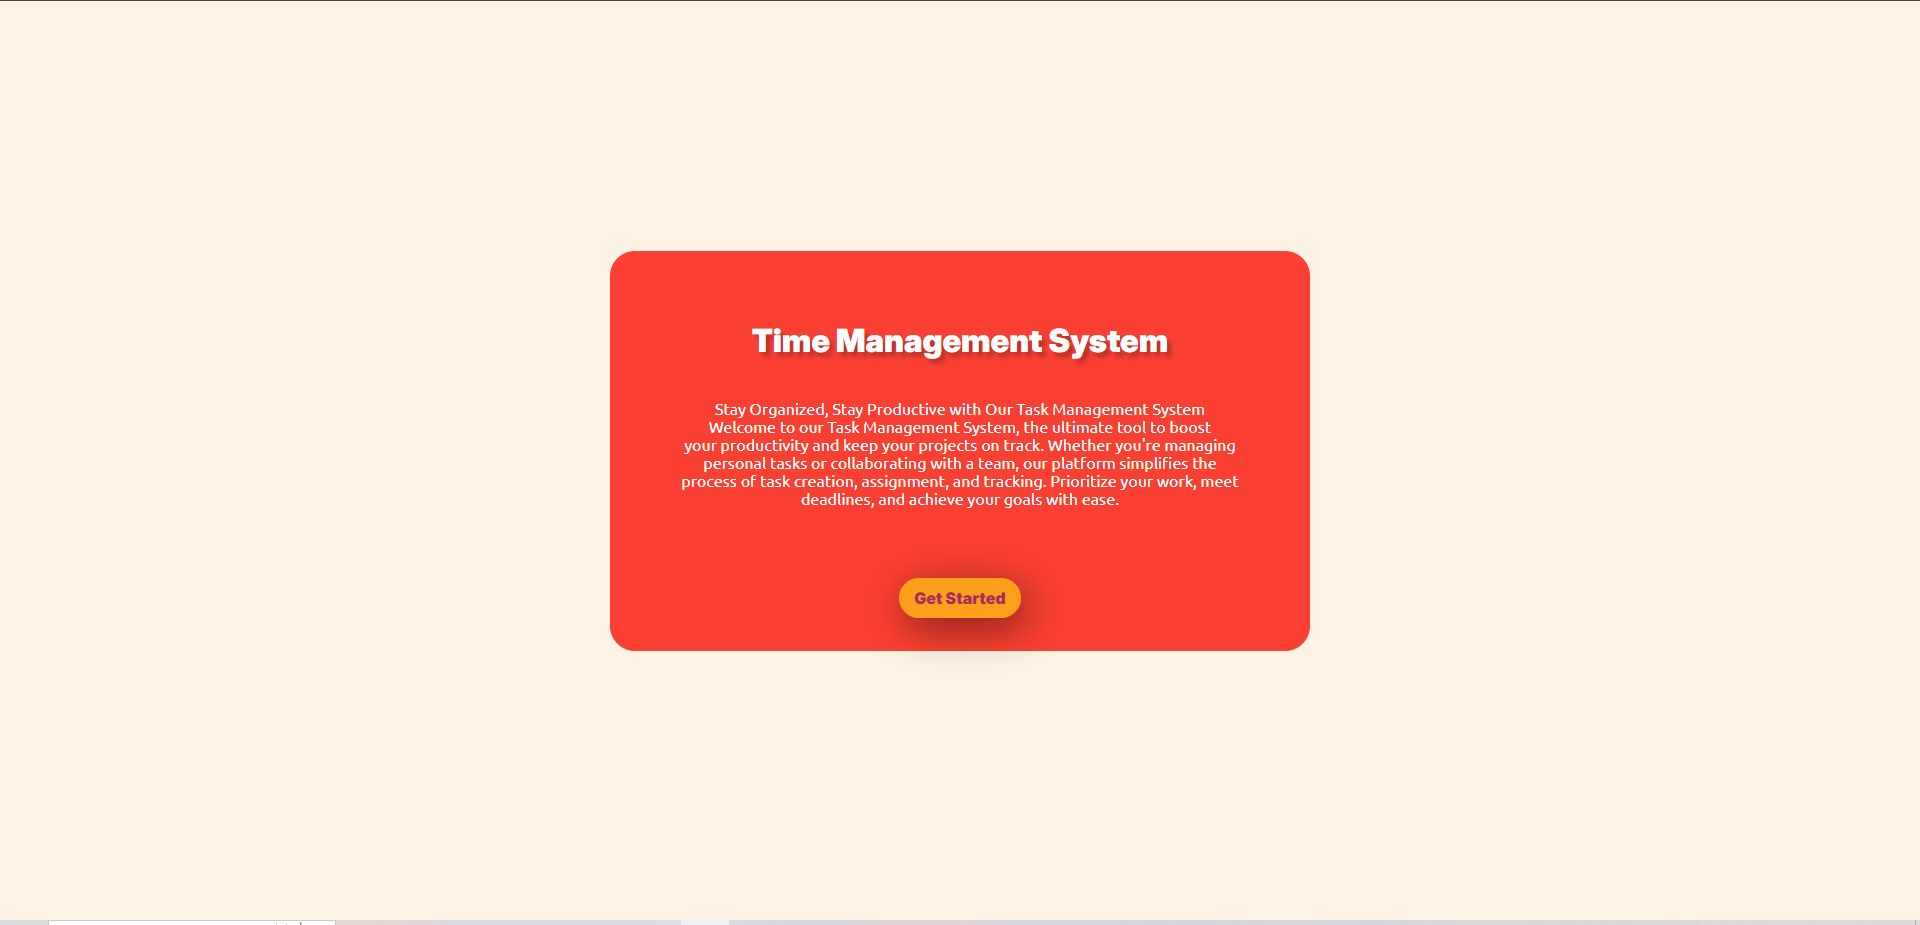 Time Management System
Stay Organized, Stay Productive with Our Task Management System
Welcome to our Task Management System, the ultimate tool to boost
your productivity and keep your projects on track. Whether you're managing
personal tasks or collaborating with a team, our platform simplifies the
process of task creation, assignment, and tracking. Prioritize your work, meet
deadlines, and achieve your goals with ease.
Get Started